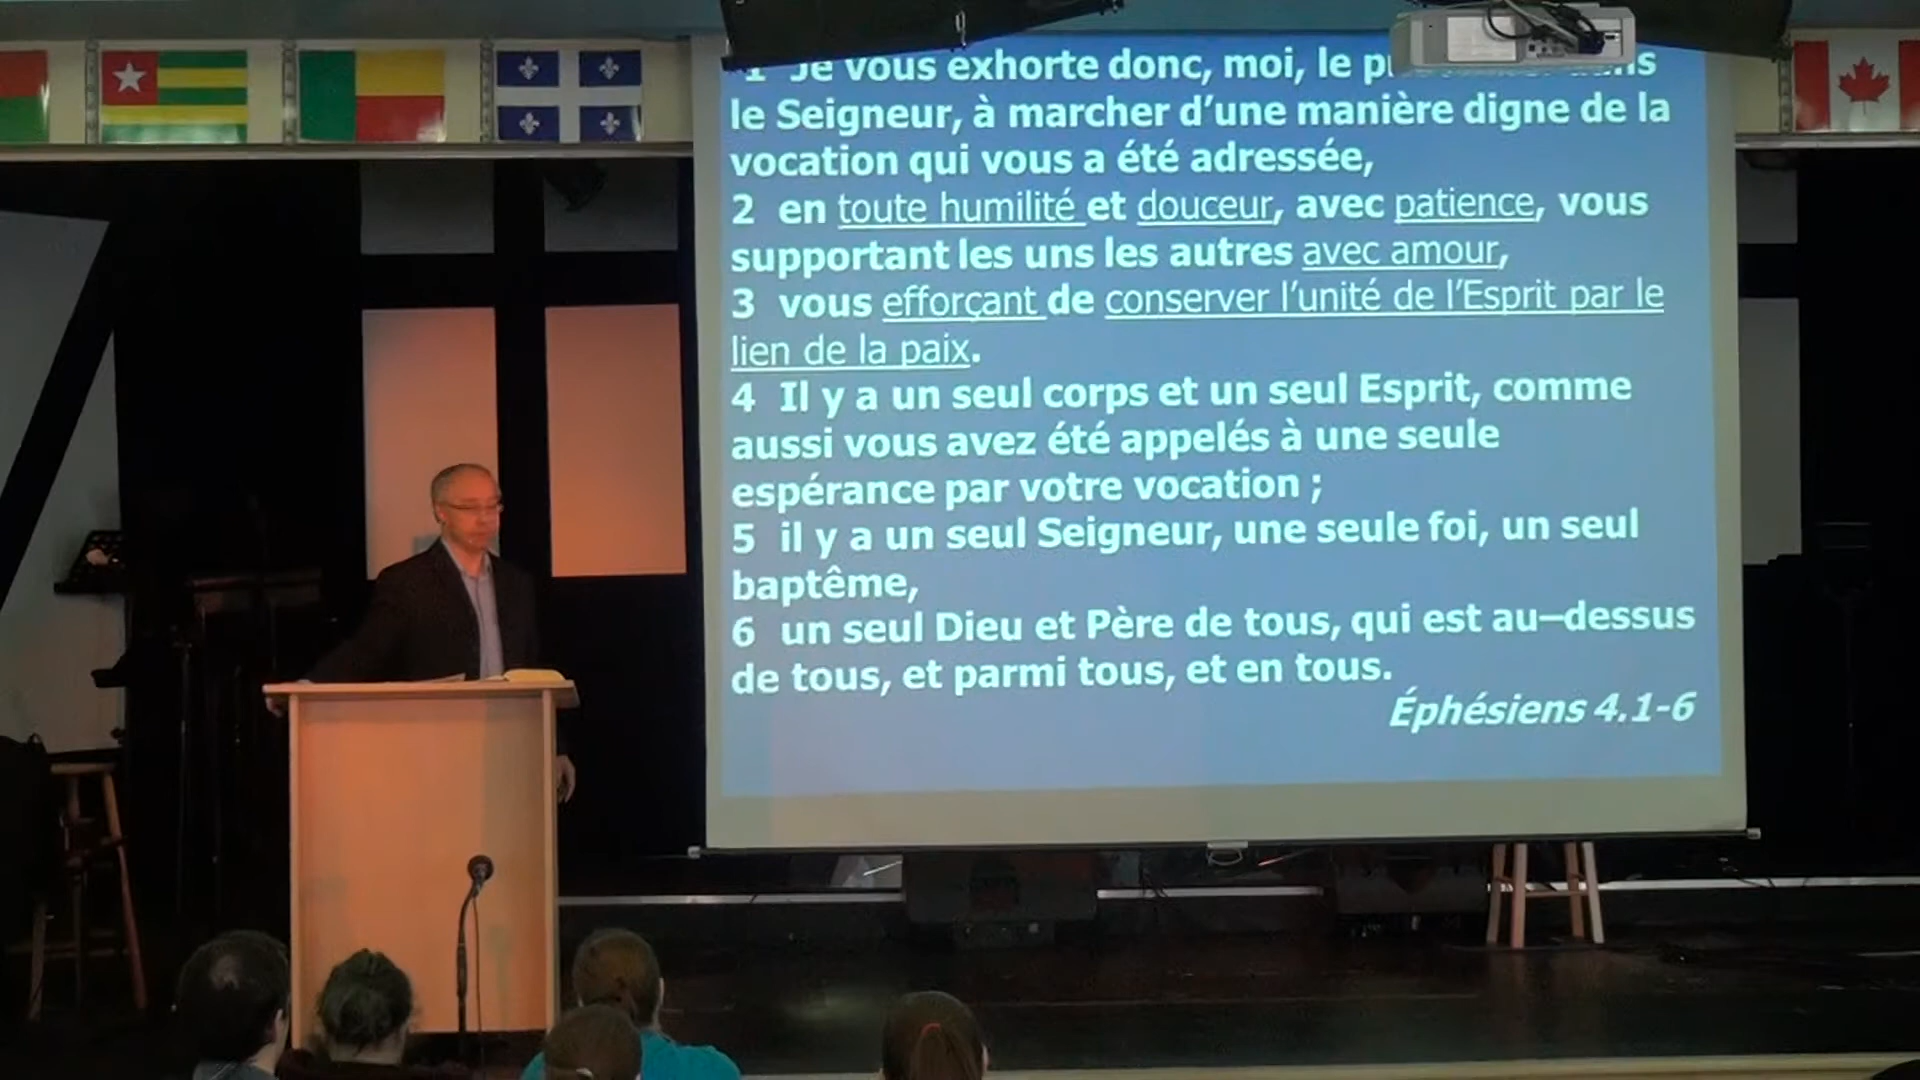 1 Je vous exhorte donc, moi, le
le Seigneur, à marcher d'une manière digne de la
vocation qui vous a été adressée,
2 en toute humilité et douceur, avec patience, vous
supportant les uns les autres avec amour,
3 vous efforçant de conserver l'unité de l'Esprit par le
lien de la paix.
4 Il y a un seul corps et un seul Esprit, comme
aussi vous avez été appelés à une seule
espérance par votre vocation ;
5 il y a un seul Seigneur, une seule foi, un seul
baptême,
6 un seul Dieu et Père de tous, qui est au–dessus
de tous, et parmi tous, et en tous.
Éphésiens 4.1-6